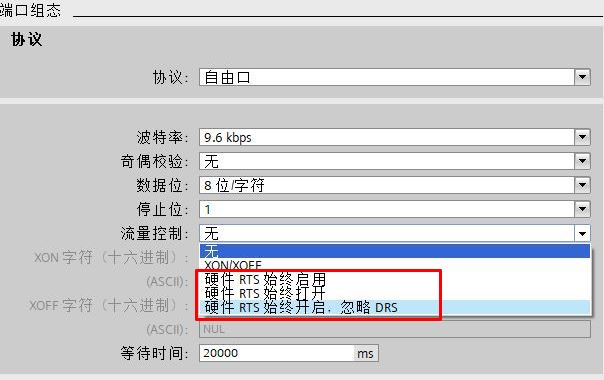 端口组态
协议
协议: 自由口
波特率: 9.6 kbps
奇偶校验: 无
数据位: 8 位/字符
停止位: 1
流量控制: 无
无
XON 字符（十六进制）: XON/XOFF
(ASCII): 硬件 RTS 始终启用
硬件 RTS 始终打开
XOFF 字符（十六进制）: 硬件 RTS 始终开启，忽略 DRS
(ASCII): NUL
等待时间: 20000 ms